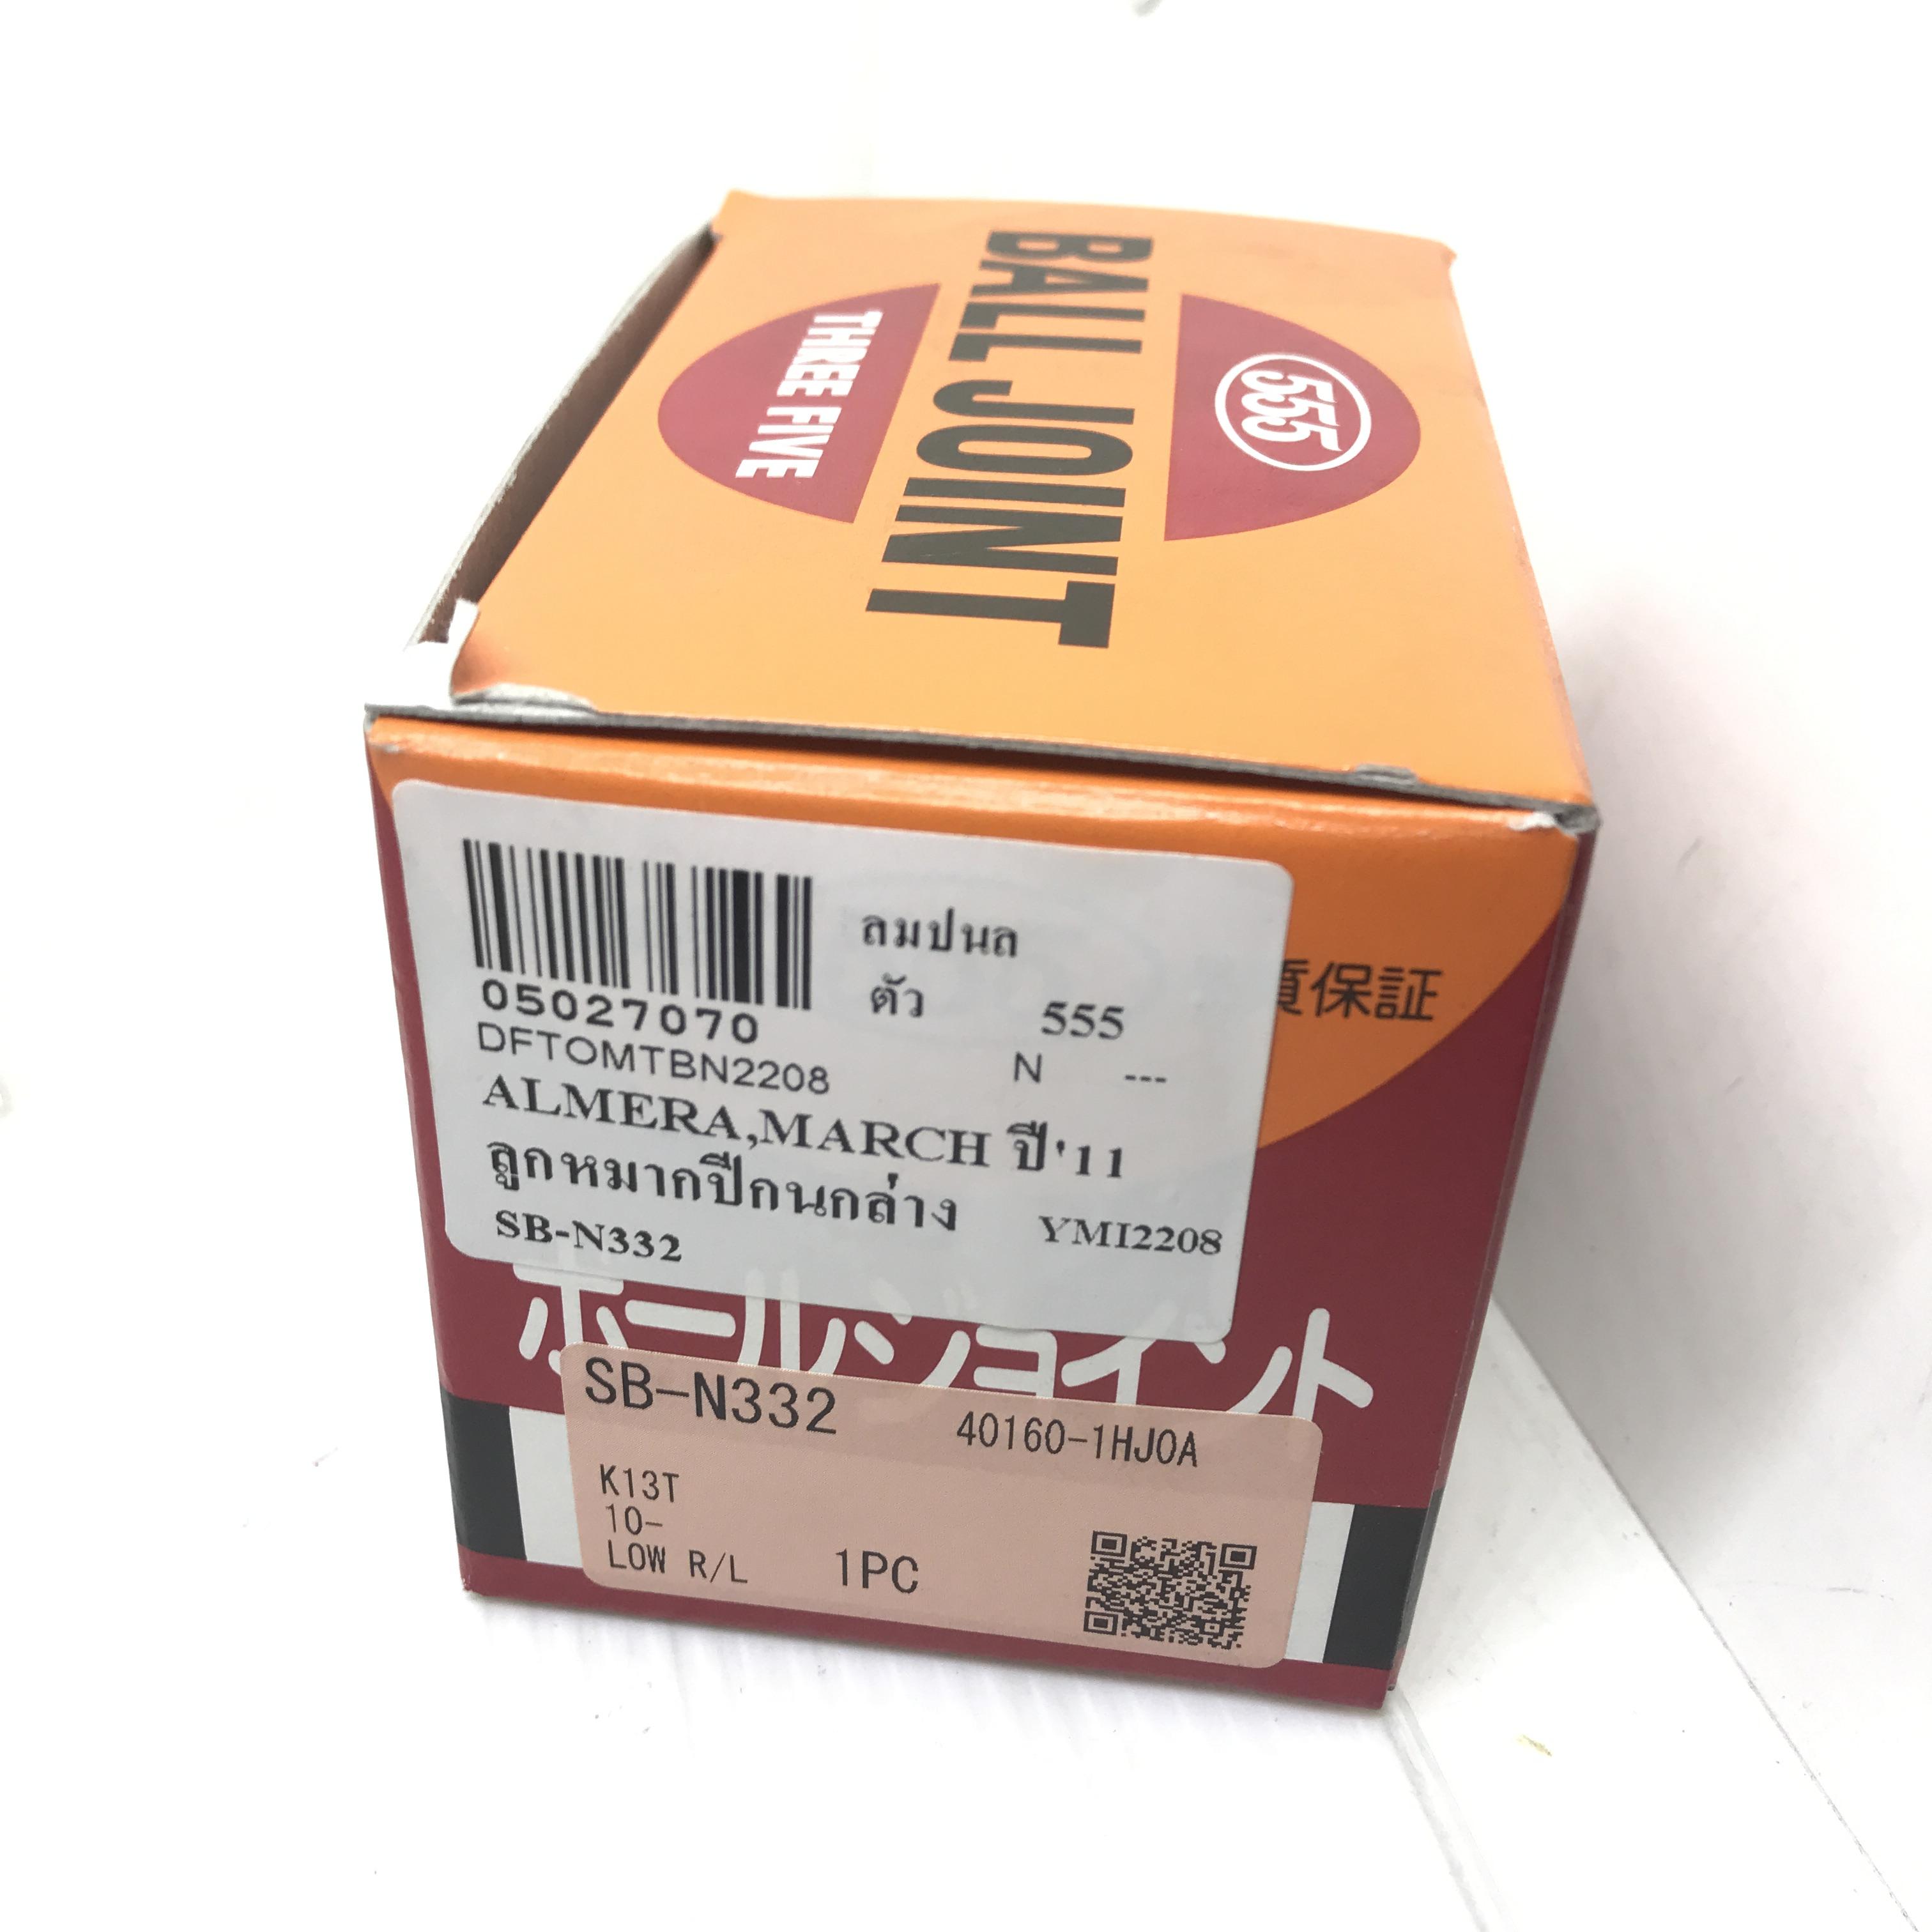 555
BALL JOINT
THREE FIVE
質保証
ลมปนล
ตัว 555
05027070
DFTOMTBN2208 N ---
ALMERA,MARCH ปี'11
ลูกหมากปีกนกล่าง
SB-N332 YMI2208
ボールジョイント
SB-N332 40160-1HJ0A
K13T
10-
LOW R/L 1PC